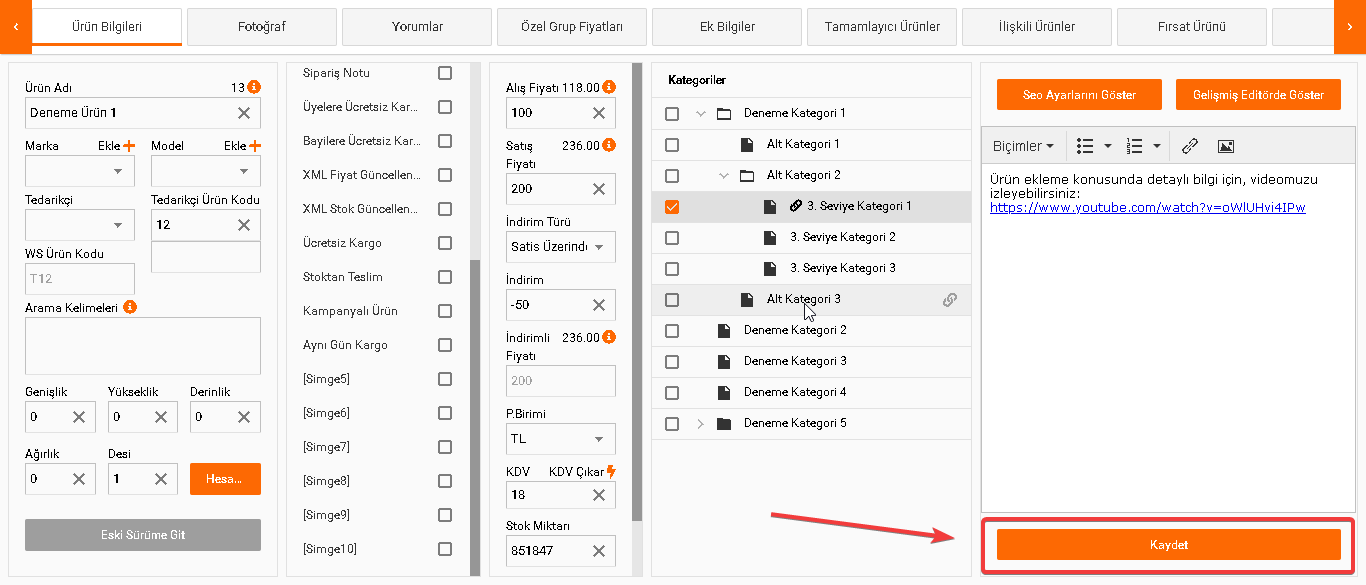 Ürün Bilgileri
Fotoğraf
Yorumlar
Özel Grup Fiyatları
Ek Bilgiler
Tamamlayıcı Ürünler
İlişkili Ürünler
Fırsat Ürünü
Ürün Adı 13
Deneme Ürün 1
Marka Ekle
Model Ekle
Tedarikçi
Tedarikçi Ürün Kodu
12
WS Ürün Kodu
T12
Arama Kelimeleri
Genişlik
Yükseklik
Derinlik
0
0
0
Ağırlık
Desi
0
1
Hesa...
Eski Sürüme Git
Sipariş Notu
Üyelere Ücretsiz Kar...
Bayilere Ücretsiz Kar...
XML Fiyat Güncellen...
XML Stok Güncellen...
Ücretsiz Kargo
Stoktan Teslim
Kampanyalı Ürün
Aynı Gün Kargo
[Simge5]
[Simge6]
[Simge7]
[Simge8]
[Simge9]
[Simge10]
Alış Fiyatı 118.00
100
Satış 236.00
Fiyatı
200
İndirim Türü
Satis Üzerind
İndirim
-50
İndirimli 236.00
Fiyatı
200
P.Birimi
TL
KDV KDV Çıkar
18
Stok Miktarı
851847
Kategoriler
Deneme Kategori 1
Alt Kategori 1
Alt Kategori 2
3. Seviye Kategori 1
3. Seviye Kategori 2
3. Seviye Kategori 3
Alt Kategori 3
Deneme Kategori 2
Deneme Kategori 3
Deneme Kategori 4
Deneme Kategori 5
Seo Ayarlarını Göster
Gelişmiş Editörde Göster
Biçimler
Ürün ekleme konusunda detaylı bilgi için, videomuzu
izleyebilirsiniz:
https://www.youtube.com/watch?v=oWlUHvi4IPw
Kaydet